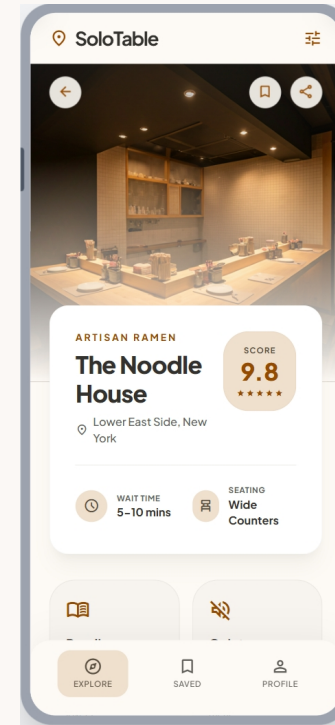 SoloTable
ARTISAN RAMEN
The Noodle
House
Lower East Side, New
York
SCORE
9.8
WAIT TIME
5–10 mins
SEATING
Wide
Counters
EXPLORE
SAVED
PROFILE